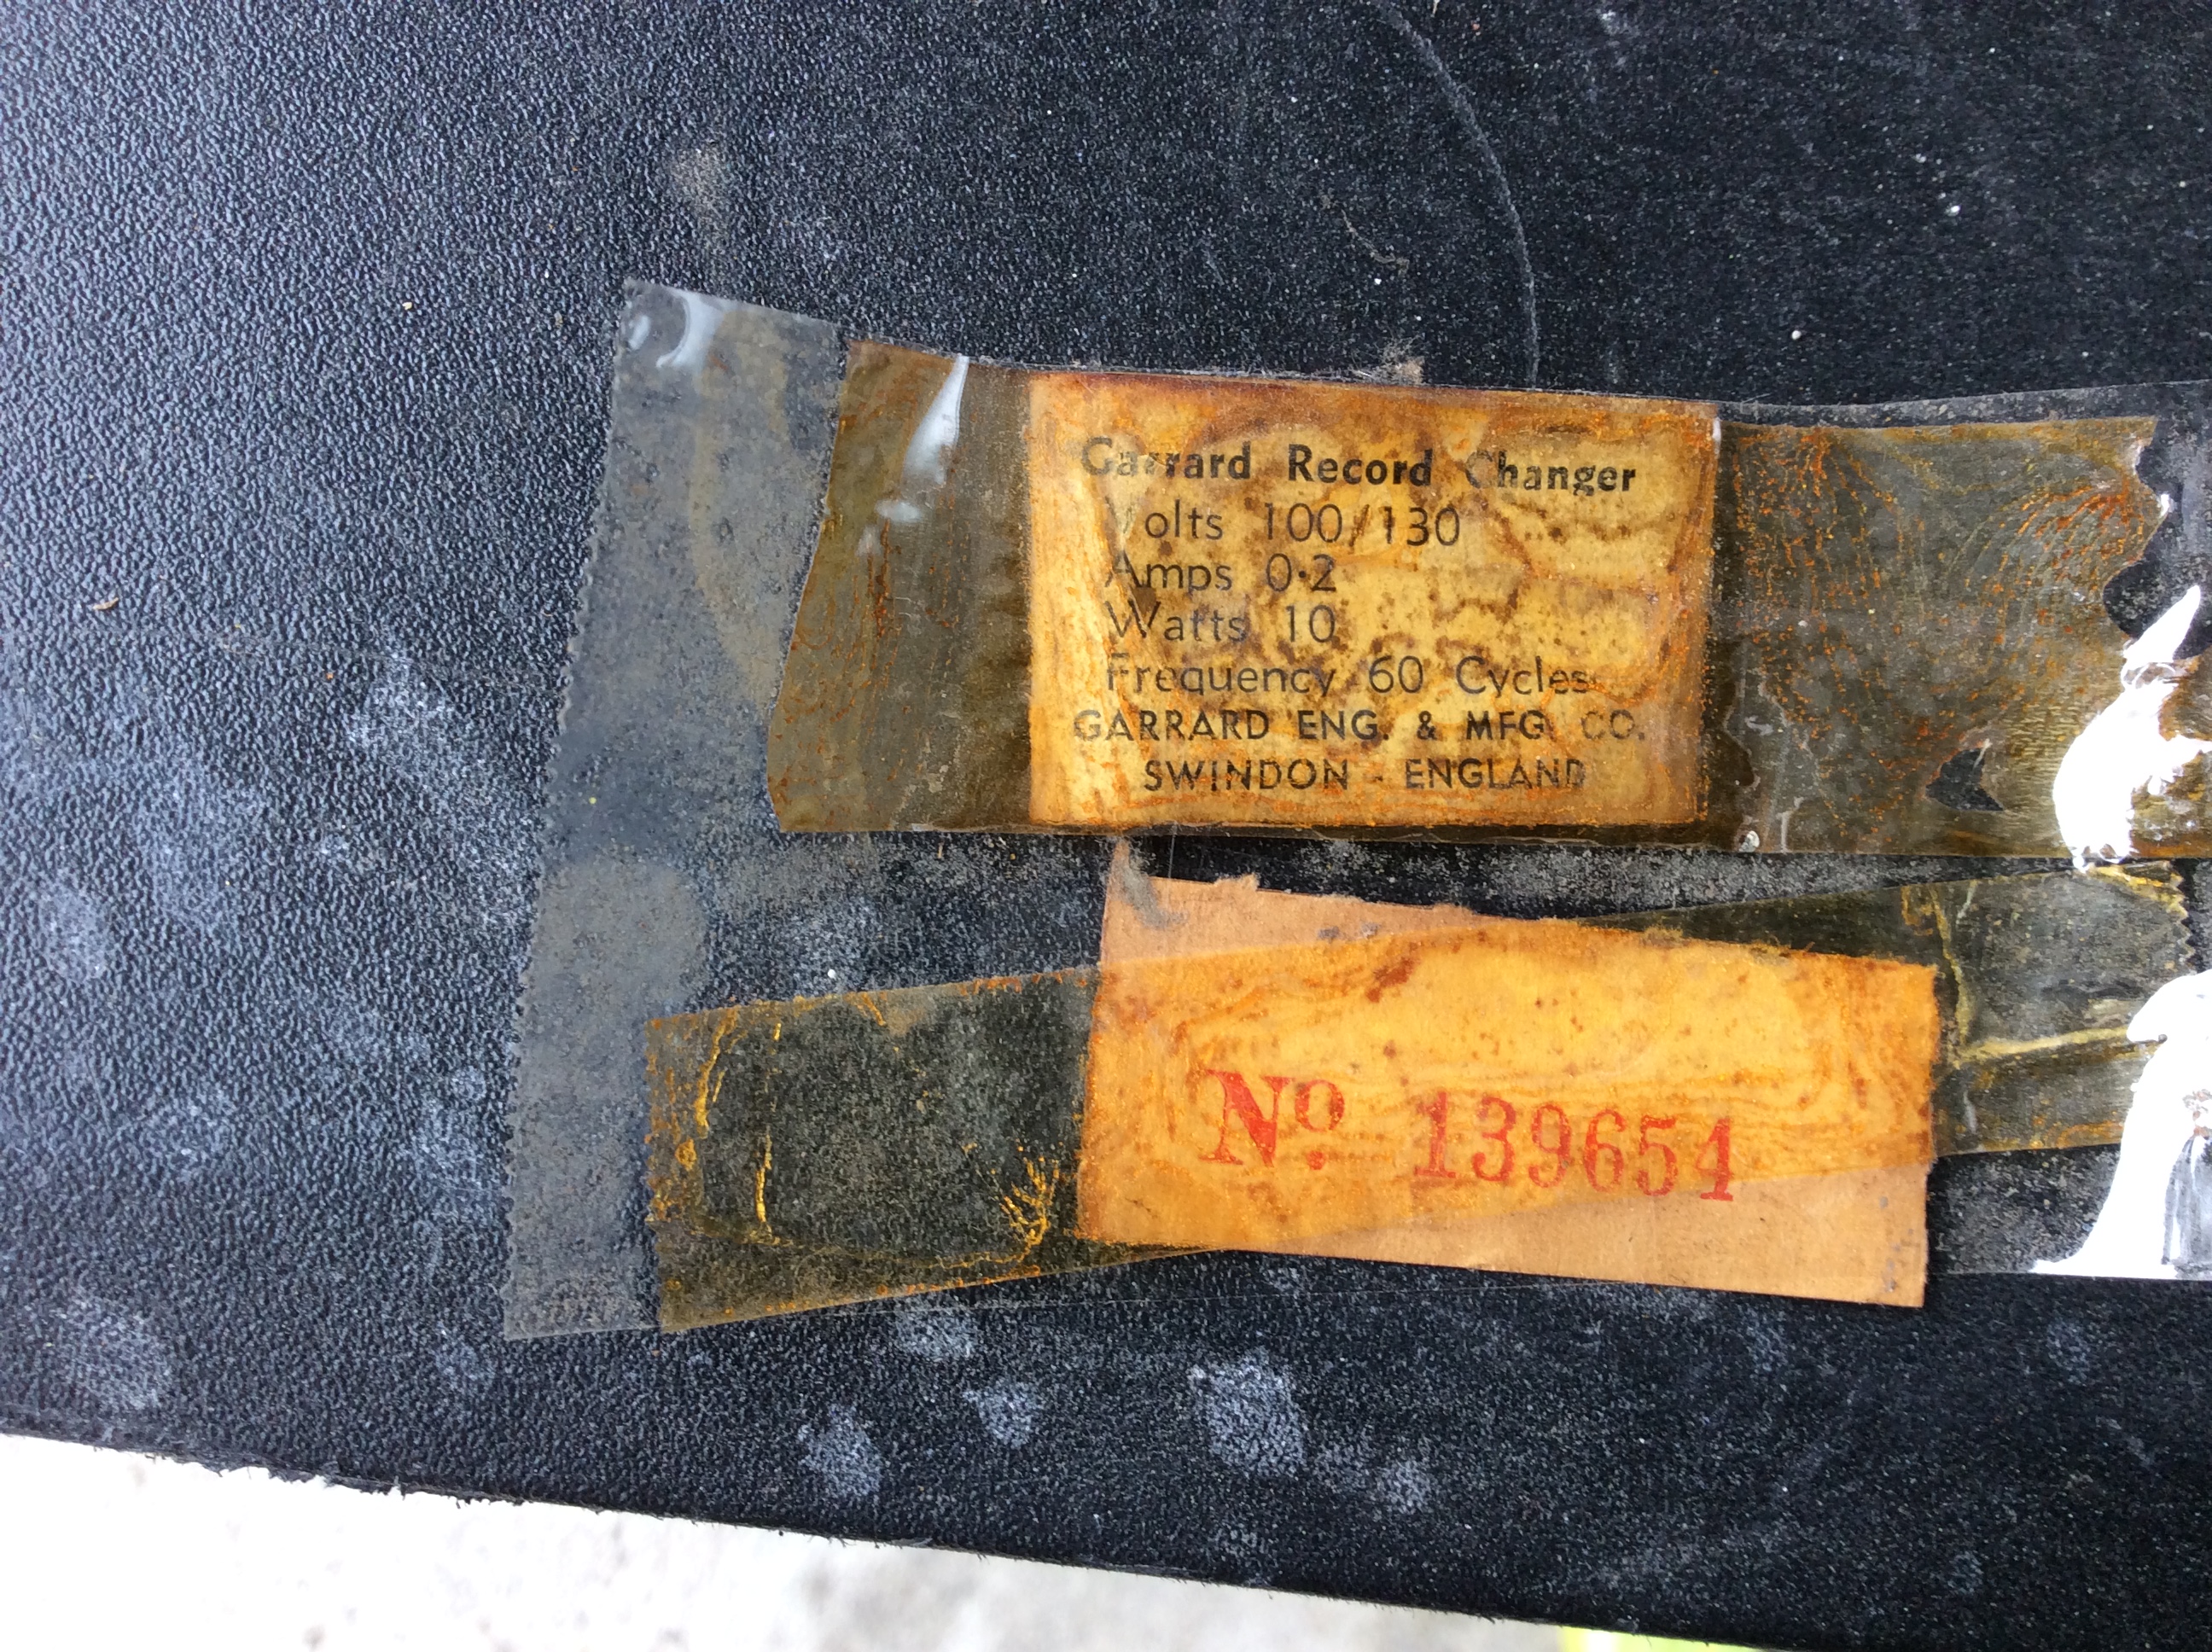 Garrard Record Changer
Volts 100/130
Amps 0·2
Watts 10
Frequency 60 Cycles
GARRARD ENG. & MFG. CO.
SWINDON - ENGLAND
Nº 139654